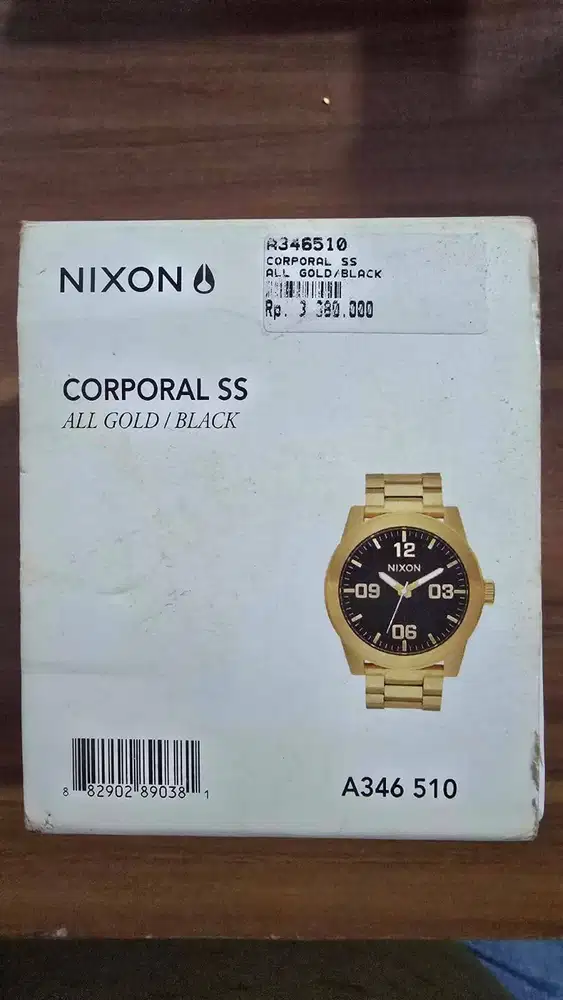 NIXON
A346510
CORPORAL SS
ALL GOLD/BLACK
Rp. 3 380.000
CORPORAL SS
ALL GOLD / BLACK
12
NIXON
09
03
06
8 82902 89038 1
A346 510